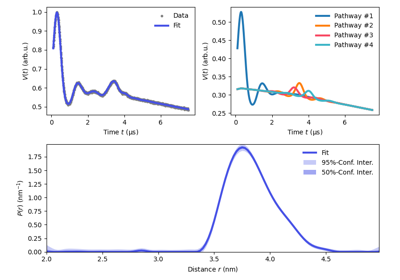 1.0
0.9
0.8
0.7
0.6
0.5
V(t) (arb.u.)
Data
Fit
0
2
4
6
Time t (μs)
0.50
0.45
0.40
0.35
0.30
0.25
V(t) (arb.u.)
Pathway #1
Pathway #2
Pathway #3
Pathway #4
0
2
4
6
Time t (μs)
1.75
1.50
1.25
1.00
0.75
0.50
0.25
0.00
P(r) (nm⁻¹)
Fit
95%-Conf. Inter.
50%-Conf. Inter.
2.0
2.5
3.0
3.5
4.0
4.5
Distance r (nm)